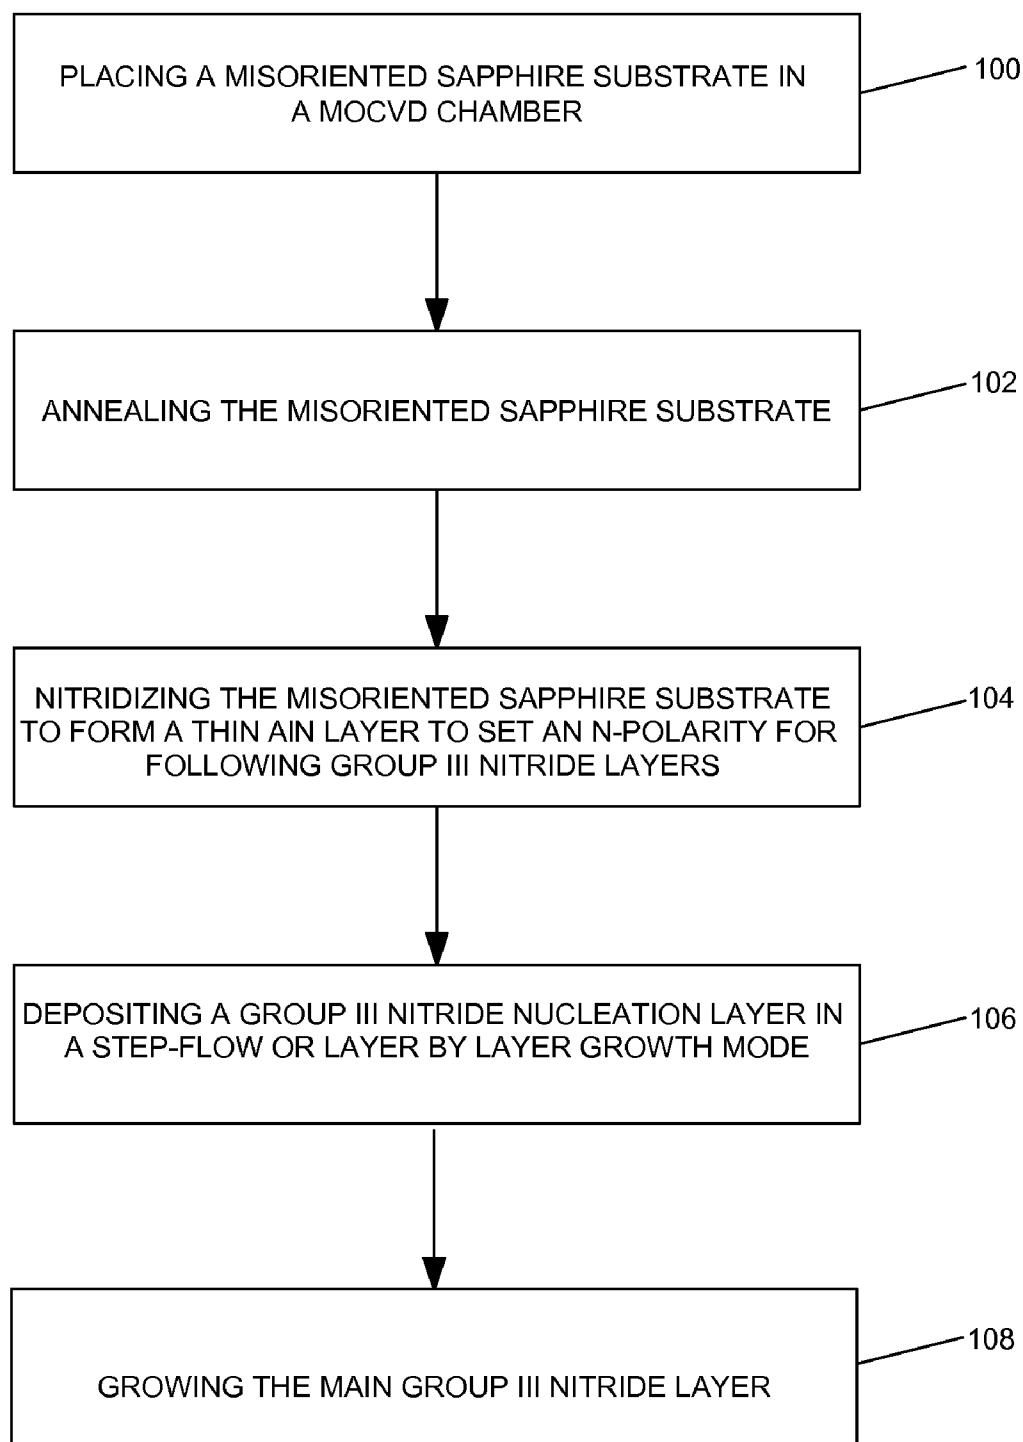 PLACING A MISORIENTED SAPPHIRE SUBSTRATE IN
A MOCVD CHAMBER
100
ANNEALING THE MISORIENTED SAPPHIRE SUBSTRATE
102
NITRIDIZING THE MISORIENTED SAPPHIRE SUBSTRATE
TO FORM A THIN AIN LAYER TO SET AN N-POLARITY FOR
FOLLOWING GROUP III NITRIDE LAYERS
104
DEPOSITING A GROUP III NITRIDE NUCLEATION LAYER IN
A STEP-FLOW OR LAYER BY LAYER GROWTH MODE
106
GROWING THE MAIN GROUP III NITRIDE LAYER
108